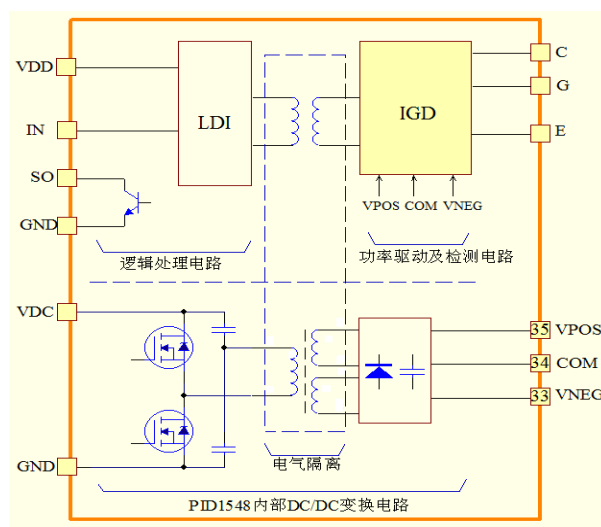 VDD
C
LDI
IGD
G
IN
E
SO
VPOS COM VNEG
GND
逻辑处理电路
功率驱动及检测电路
VDC
35 VPOS
34 COM
33 VNEG
GND
电气隔离
PID1548内部DC/DC变换电路